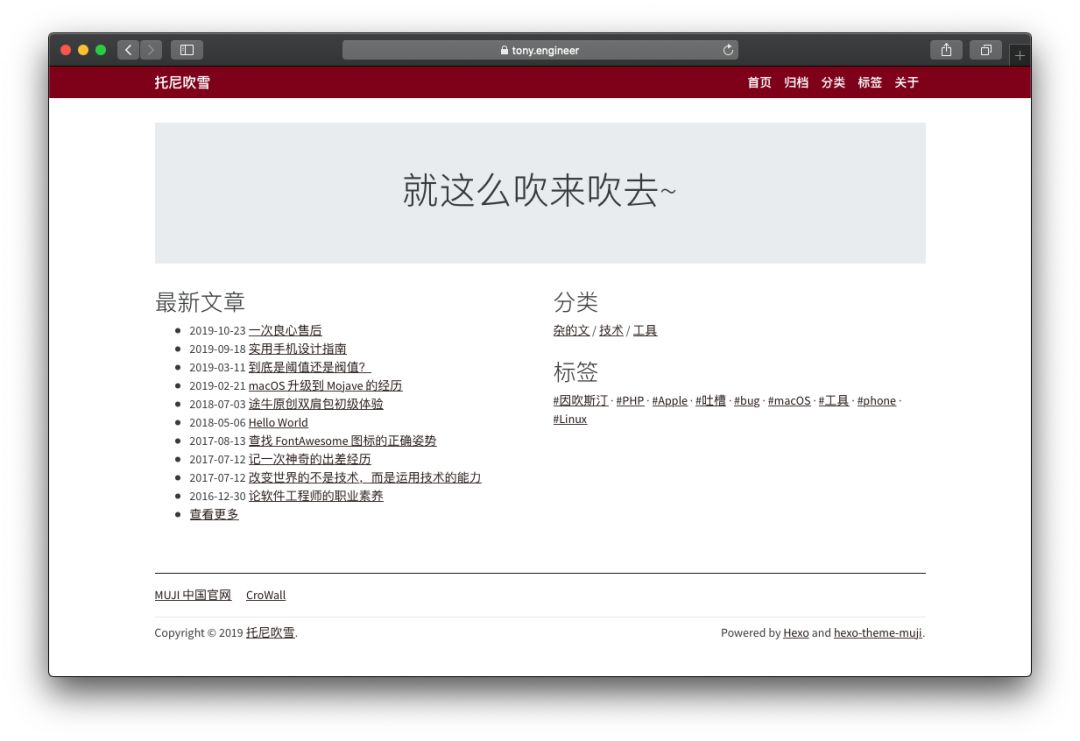 tony.engineer
托尼吹雪 首页 归档 分类 标签 关于
就这么吹来吹去~
最新文章
2019-10-23 一次良心售后
2019-09-18 实用手机设计指南
2019-03-11 到底是阈值还是阀值？
2019-02-21 macOS 升级到 Mojave 的经历
2018-07-03 途牛原创双肩包初级体验
2018-05-06 Hello World
2017-08-13 查找 FontAwesome 图标的正确姿势
2017-07-12 记一次神奇的出差经历
2017-07-12 改变世界的不是技术，而是运用技术的能力
2016-12-30 论软件工程师的职业素养
查看更多
分类
杂的文 / 技术 / 工具
标签
#因吹斯汀 · #PHP · #Apple · #吐槽 · #bug · #macOS · #工具 · #phone ·
#Linux
MUJI 中国官网 CroWall
Copyright © 2019 托尼吹雪.
Powered by Hexo and hexo-theme-muji.